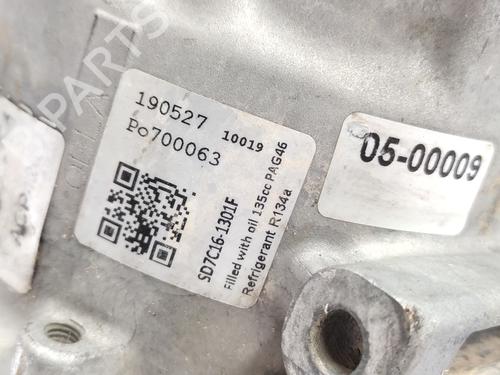 190527 10019
Po700063
SD7C16-1301F
Filled with oil 135cc PAG46
Refrigerant R134a
05-00009